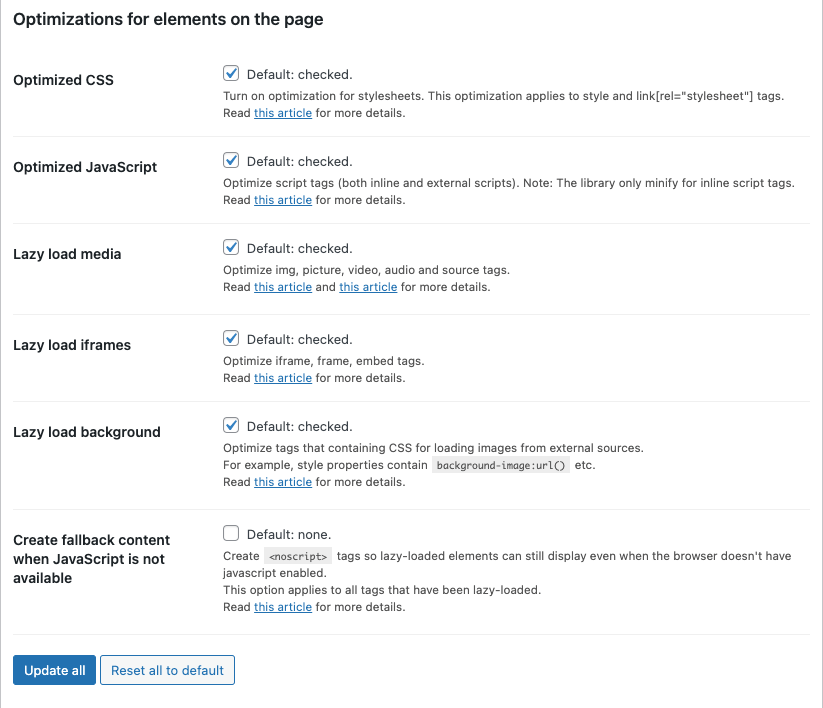 Optimizations for elements on the page
Optimized CSS
Default: checked.
Turn on optimization for stylesheets. This optimization applies to style and link[rel="stylesheet"] tags.
Read this article for more details.
Optimized JavaScript
Default: checked.
Optimize script tags (both inline and external scripts). Note: The library only minify for inline script tags.
Read this article for more details.
Lazy load media
Default: checked.
Optimize img, picture, video, audio and source tags.
Read this article and this article for more details.
Lazy load iframes
Default: checked.
Optimize iframe, frame, embed tags.
Read this article for more details.
Lazy load background
Default: checked.
Optimize tags that containing CSS for loading images from external sources.
For example, style properties contain background-image:url() etc.
Read this article for more details.
Create fallback content
when JavaScript is not
available
Default: none.
Create <noscript> tags so lazy-loaded elements can still display even when the browser doesn't have
javascript enabled.
This option applies to all tags that have been lazy-loaded.
Read this article for more details.
Update all
Reset all to default